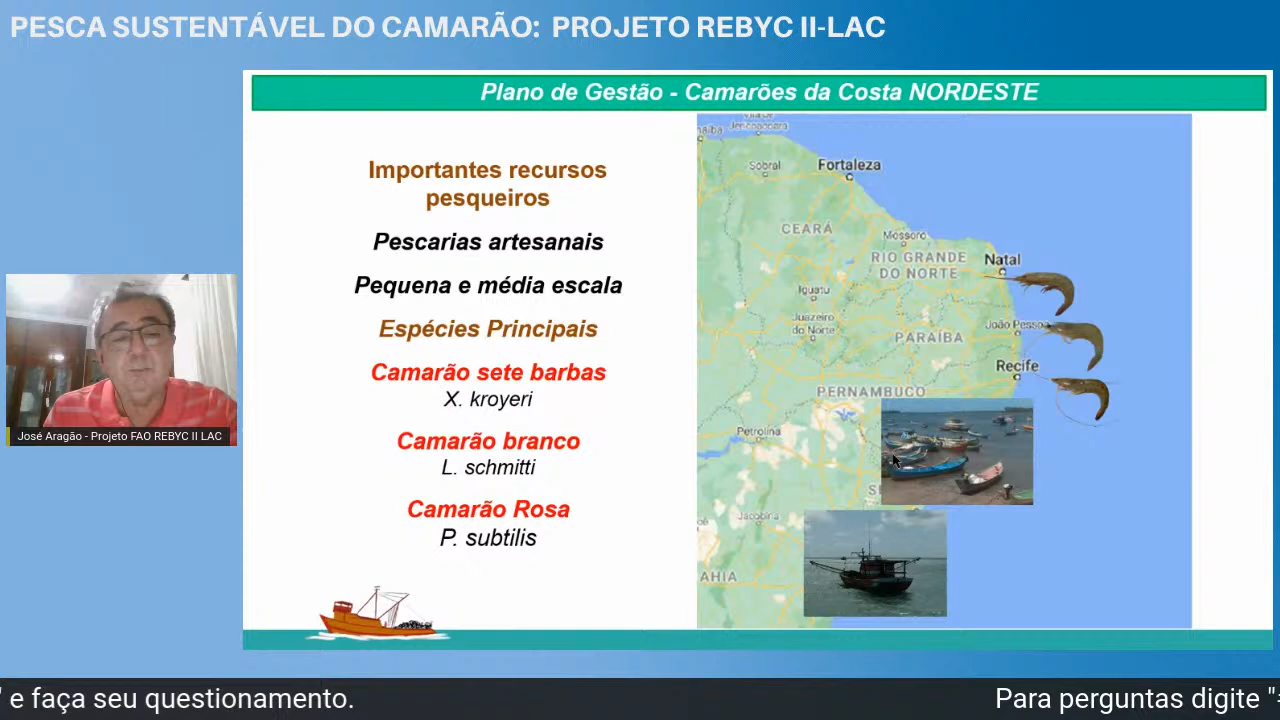 PESCA SUSTENTÁVEL DO CAMARÃO: PROJETO REBYC II-LAC
Plano de Gestão - Camarões da Costa NORDESTE
Importantes recursos
pesqueiros
Pescarias artesanais
Pequena e média escala
Espécies Principais
Camarão sete barbas
X. kroyeri
Camarão branco
L. schmitti
Camarão Rosa
P. subtilis
Jericoacoara
Sobral
Fortaleza
CEARÁ
Mossoró
RIO GRANDE
DO NORTE
Natal
Iguatu
Juazeiro
do Norte
João Pessoa
PARAÍBA
Recife
PERNAMBUCO
Petrolina
Jacobina
AHIA
José Aragão - Projeto FAO REBYC II LAC
" e faça seu questionamento.
Para perguntas digite "